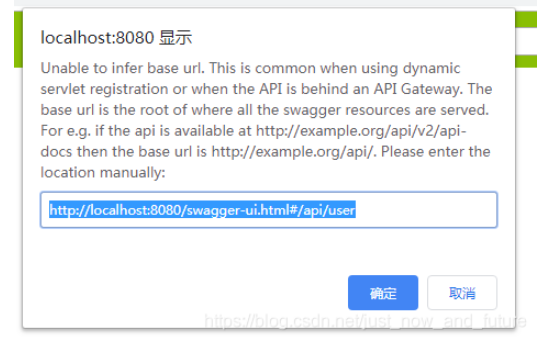 localhost:8080 显示
Unable to infer base url. This is common when using dynamic
servlet registration or when the API is behind an API Gateway. The
base url is the root of where all the swagger resources are served.
For e.g. if the api is available at http://example.org/api/v2/api-
docs then the base url is http://example.org/api/. Please enter the
location manually:
http://localhost:8080/swagger-ui.html#/api/user
确定
取消
https://blog.csdn.net/just_now_and_future